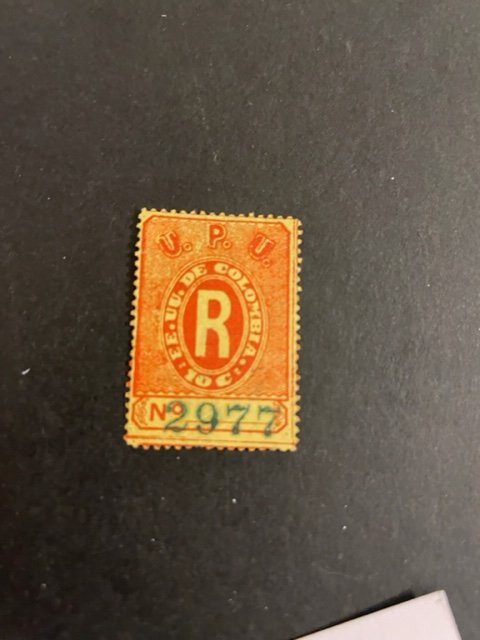 U. P. U.
EE. UU. DE COLOMBIA.
R
10 C.
No 2977